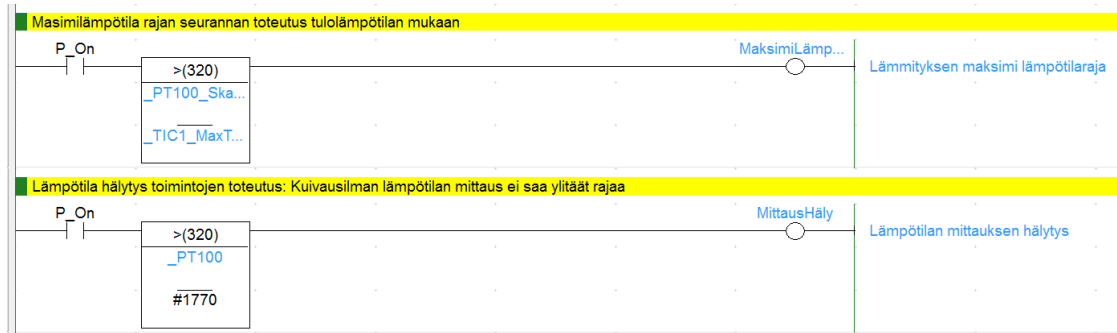 Masimilämpötila rajan seurannan toteutus tulolämpötilan mukaan
P_On
MaksimiLämp...
>(320)
Lämmityksen maksimi lämpötilaraja
_PT100_Ska...
_TIC1_MaxT...
Lämpötila hälytys toimintojen toteutus: Kuivausilman lämpötilan mittaus ei saa ylitäät rajaa
P_On
MittausHäly
>(320)
Lämpötilan mittauksen hälytys
_PT100
#1770